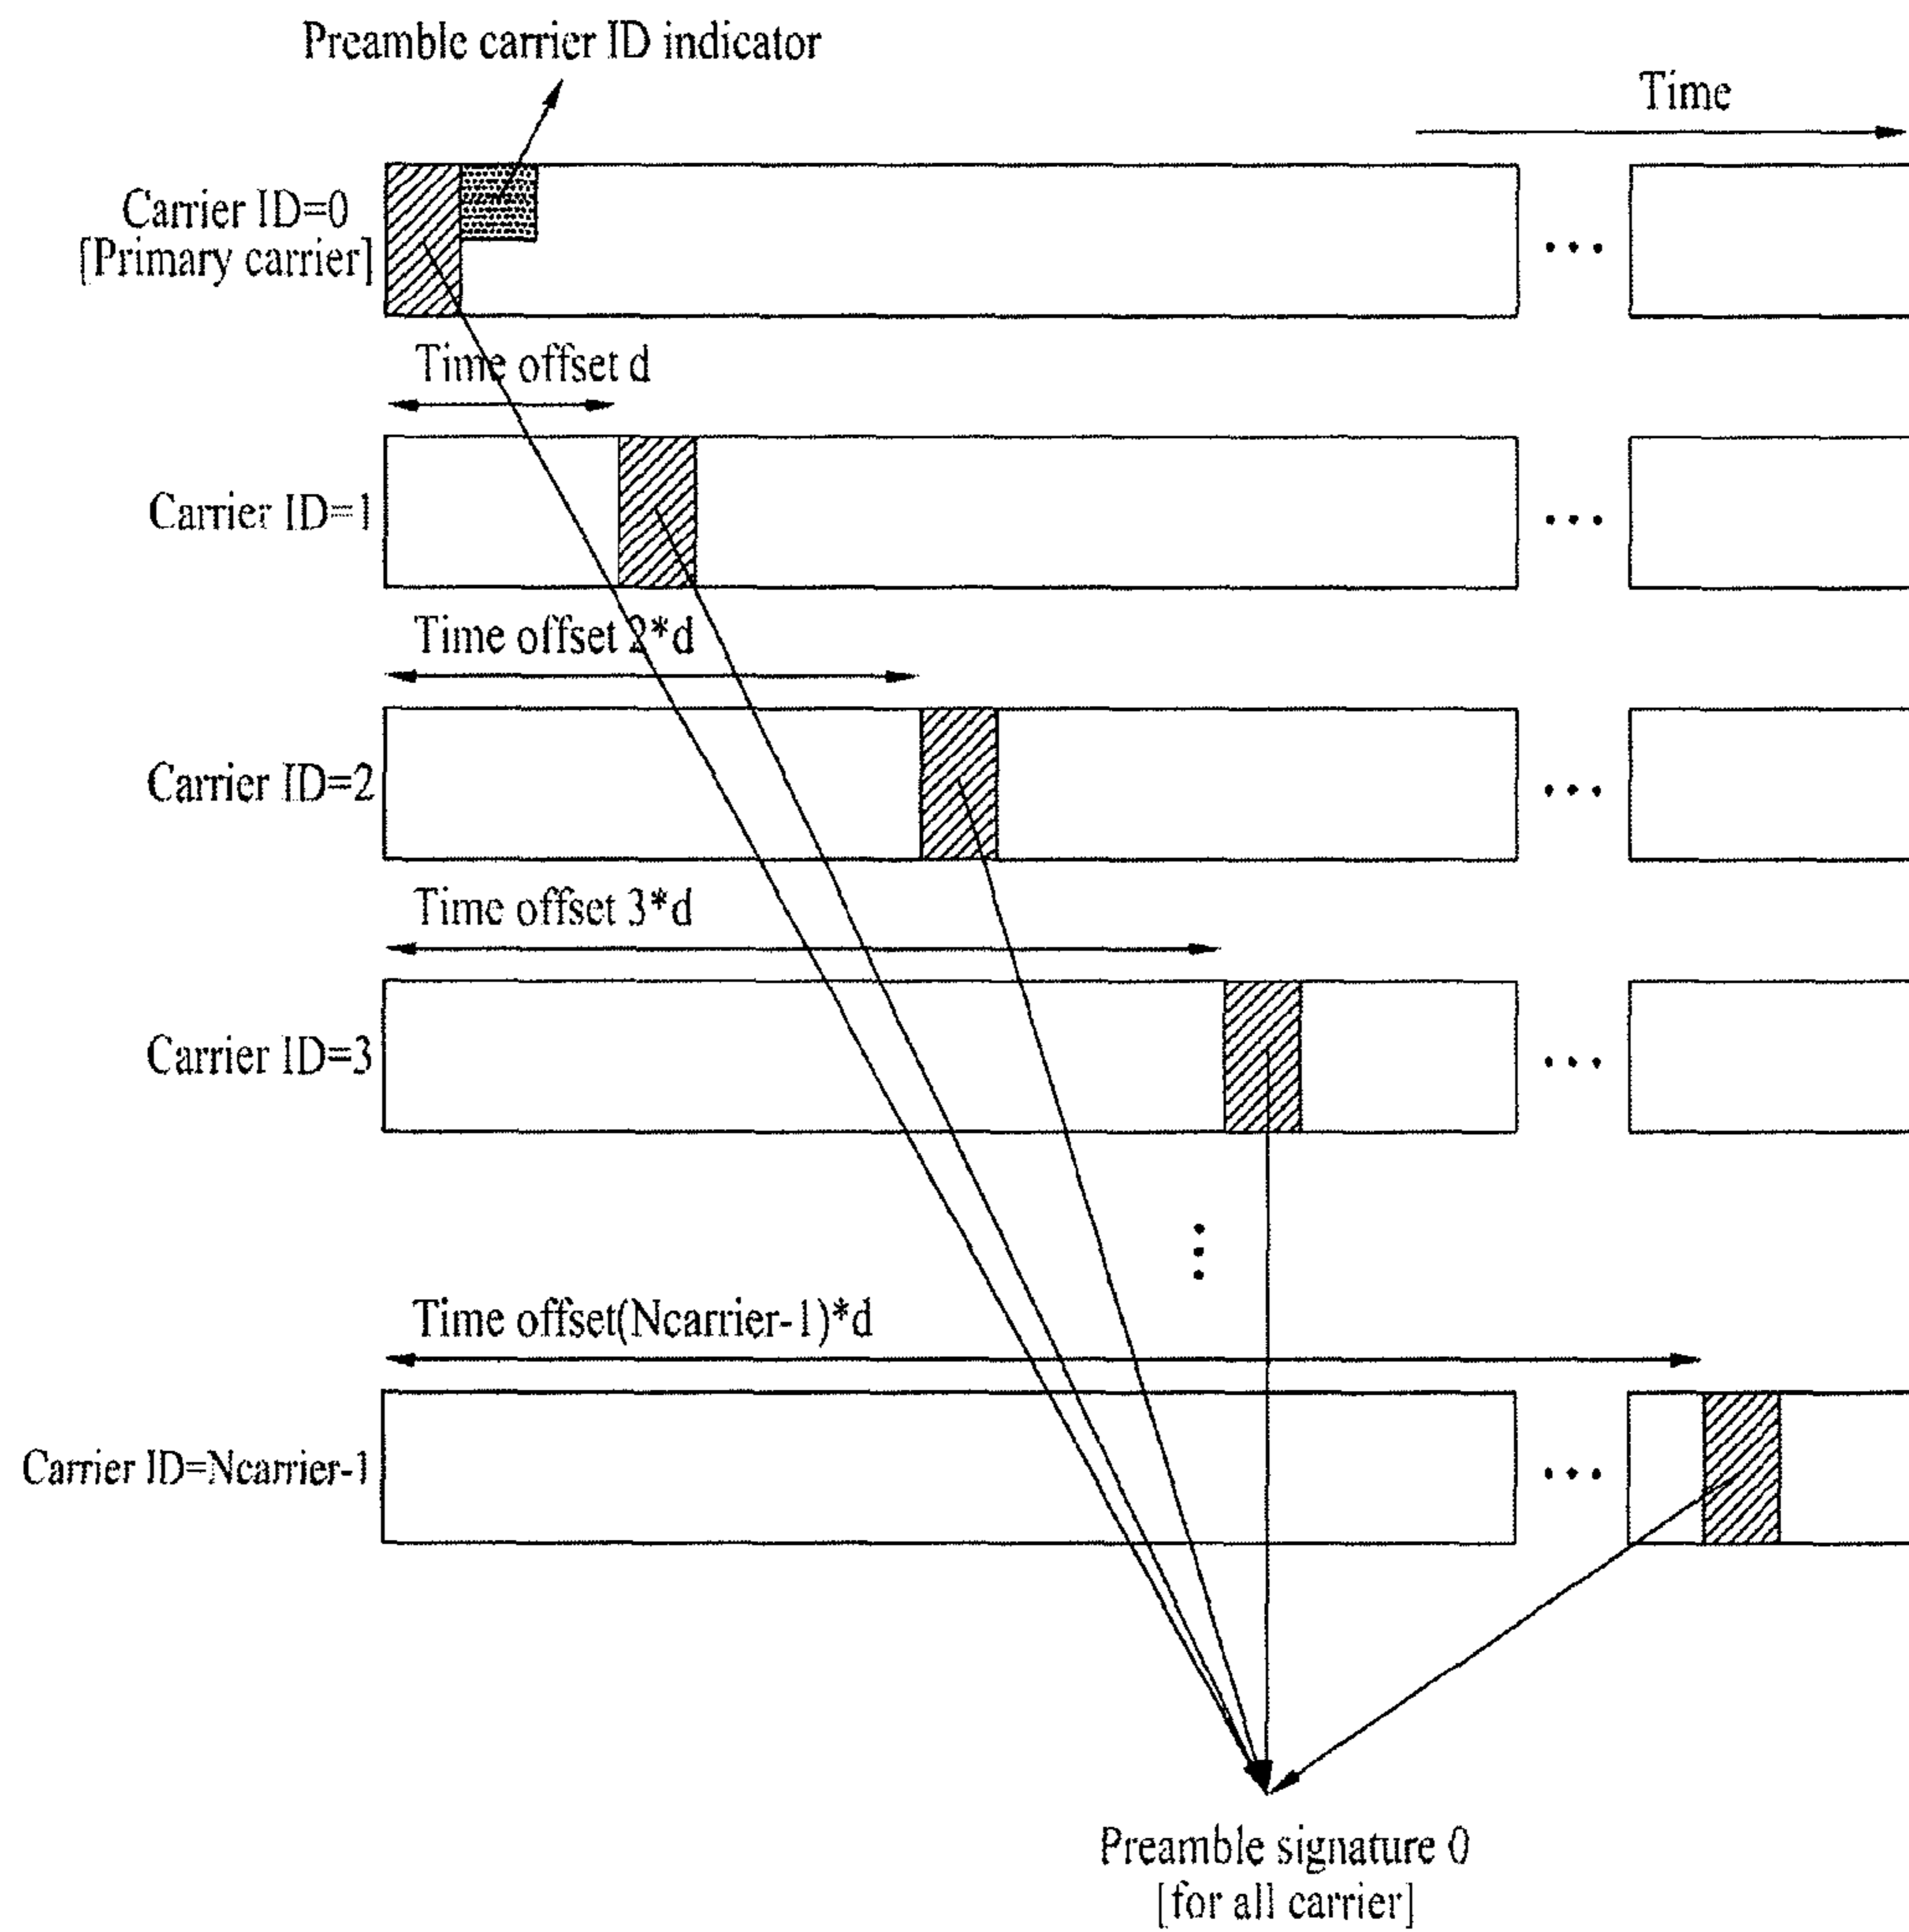 Preamble carrier ID indicator
Time
Carrier ID=0
[Primary carrier]
Time offset d
Carrier ID=1
Time offset 2*d
Carrier ID=2
Time offset 3*d
Carrier ID=3
Time offset(Ncarrier-1)*d
Carrier ID=Ncarrier-1
Preamble signature 0
[for all carrier]